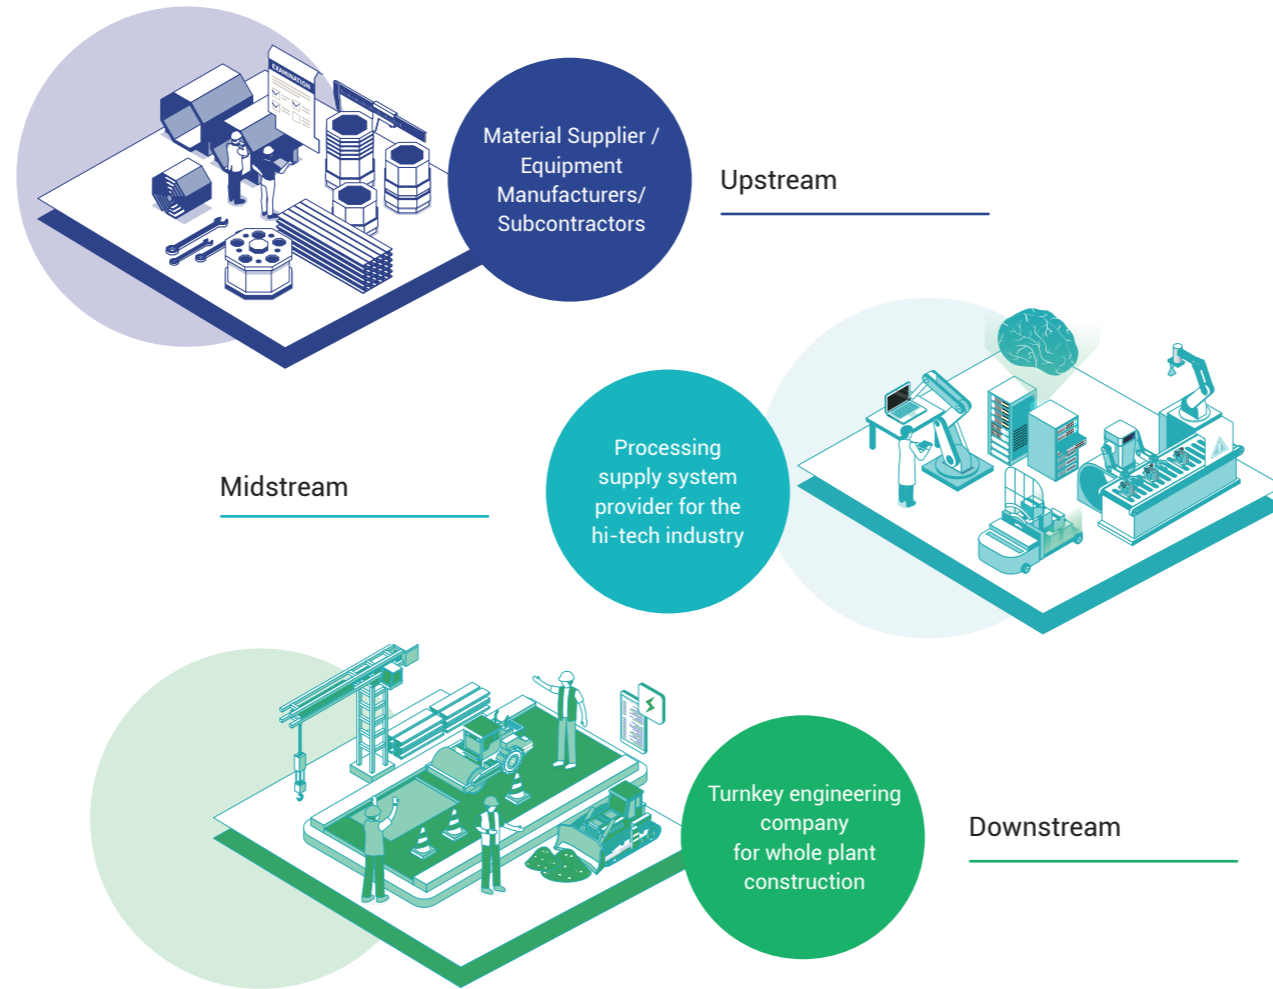 EXAMINATION
Material Supplier /
Equipment
Manufacturers/
Subcontractors
Upstream
Midstream
Processing
supply system
provider for the
hi-tech industry
Turnkey engineering
company
for whole plant
construction
Downstream